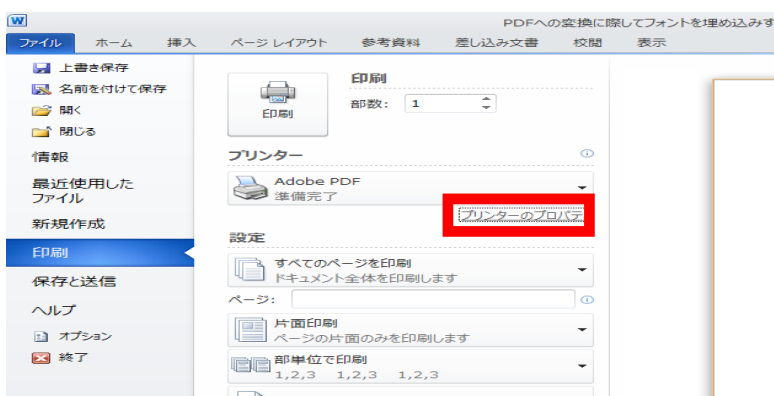 W
PDFへの変換に際してフォントを埋め込みす
ファイル ホーム 挿入 ページ レイアウト 参考資料 差し込み文書 校閲 表示
上書き保存
名前を付けて保存
開く
閉じる
情報
最近使用した
ファイル
新規作成
印刷
保存と送信
ヘルプ
オプション
終了
印刷
印刷
部数: 1
プリンター
Adobe PDF
準備完了
プリンターのプロパテ
設定
すべてのページを印刷
ドキュメント全体を印刷します
ページ:
片面印刷
ページの片面のみを印刷します
部単位で印刷
1,2,3 1,2,3 1,2,3